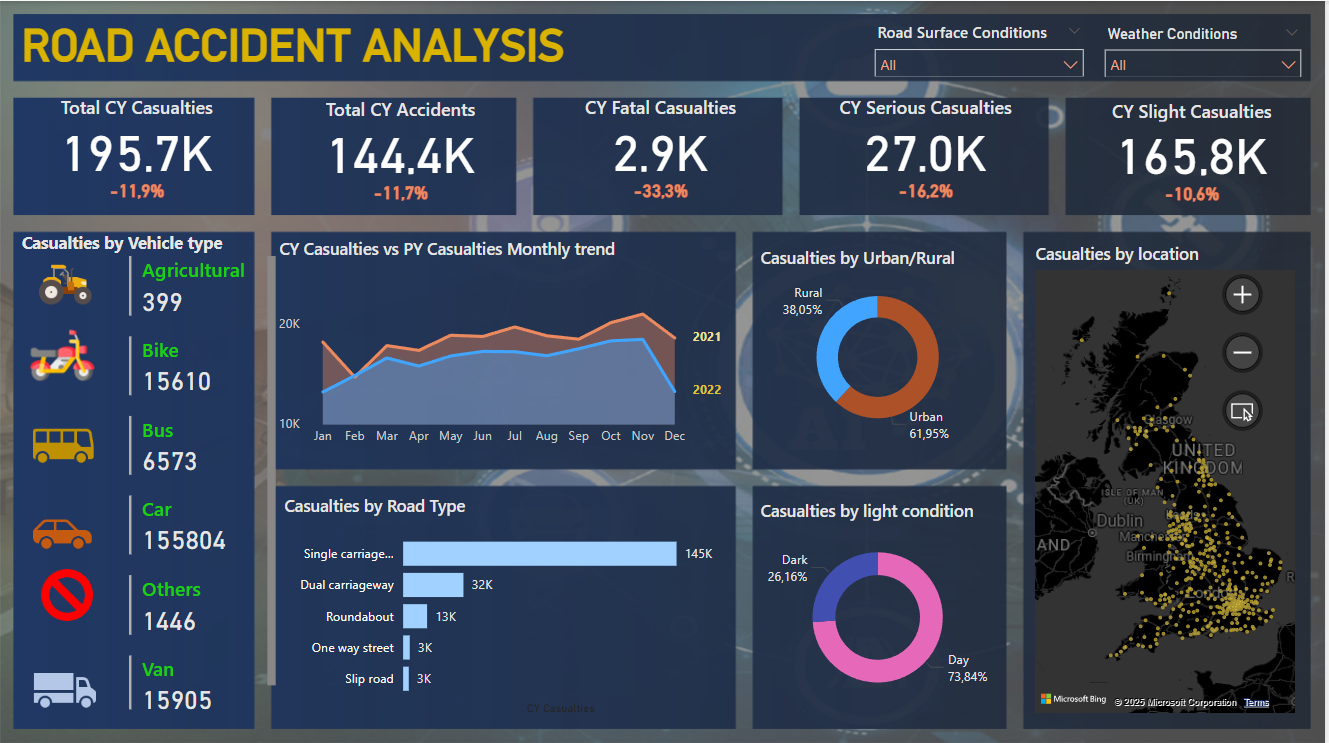 ROAD ACCIDENT ANALYSIS
Road Surface Conditions
All
Weather Conditions
All
Total CY Casualties
195.7K
-11,9%
Total CY Accidents
144.4K
-11,7%
CY Fatal Casualties
2.9K
-33,3%
CY Serious Casualties
27.0K
-16,2%
CY Slight Casualties
165.8K
-10,6%
Casualties by Vehicle type
Agricultural
399
Bike
15610
Bus
6573
Car
155804
Others
1446
Van
15905
CY Casualties vs PY Casualties Monthly trend
20K
10K
2021
2022
Jan Feb Mar Apr May Jun Jul Aug Sep Oct Nov Dec
Casualties by Road Type
Single carriage... 145K
Dual carriageway 32K
Roundabout 13K
One way street 3K
Slip road 3K
CY Casualties
Casualties by Urban/Rural
Rural
38,05%
Urban
61,95%
Casualties by light condition
Dark
26,16%
Day
73,84%
Casualties by location
Glasgow
UNITED
KINGDOM
ISLE OF MAN
(UK)
Dublin
AND
Birmingham
Microsoft Bing
© 2025 Microsoft Corporation Terms